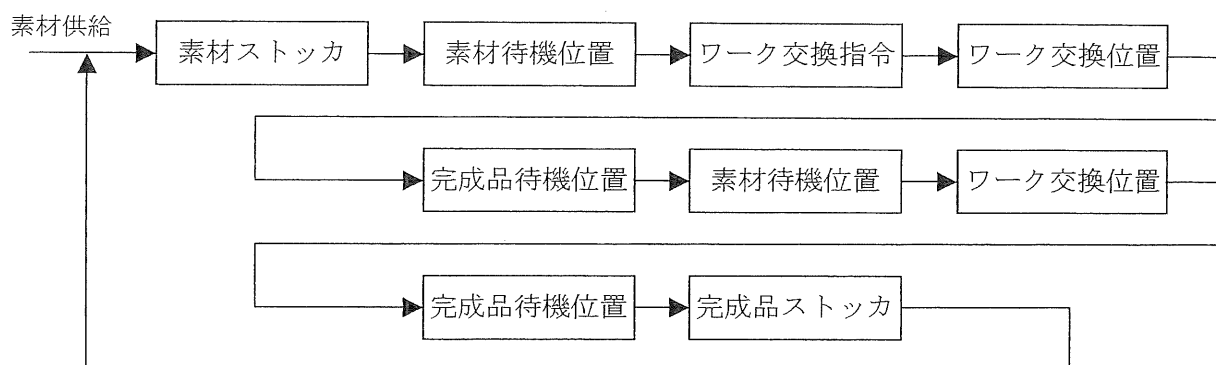 素材供給
素材ストッカ
素材待機位置
ワーク交換指令
ワーク交換位置
完成品待機位置
素材待機位置
ワーク交換位置
完成品待機位置
完成品ストッカ